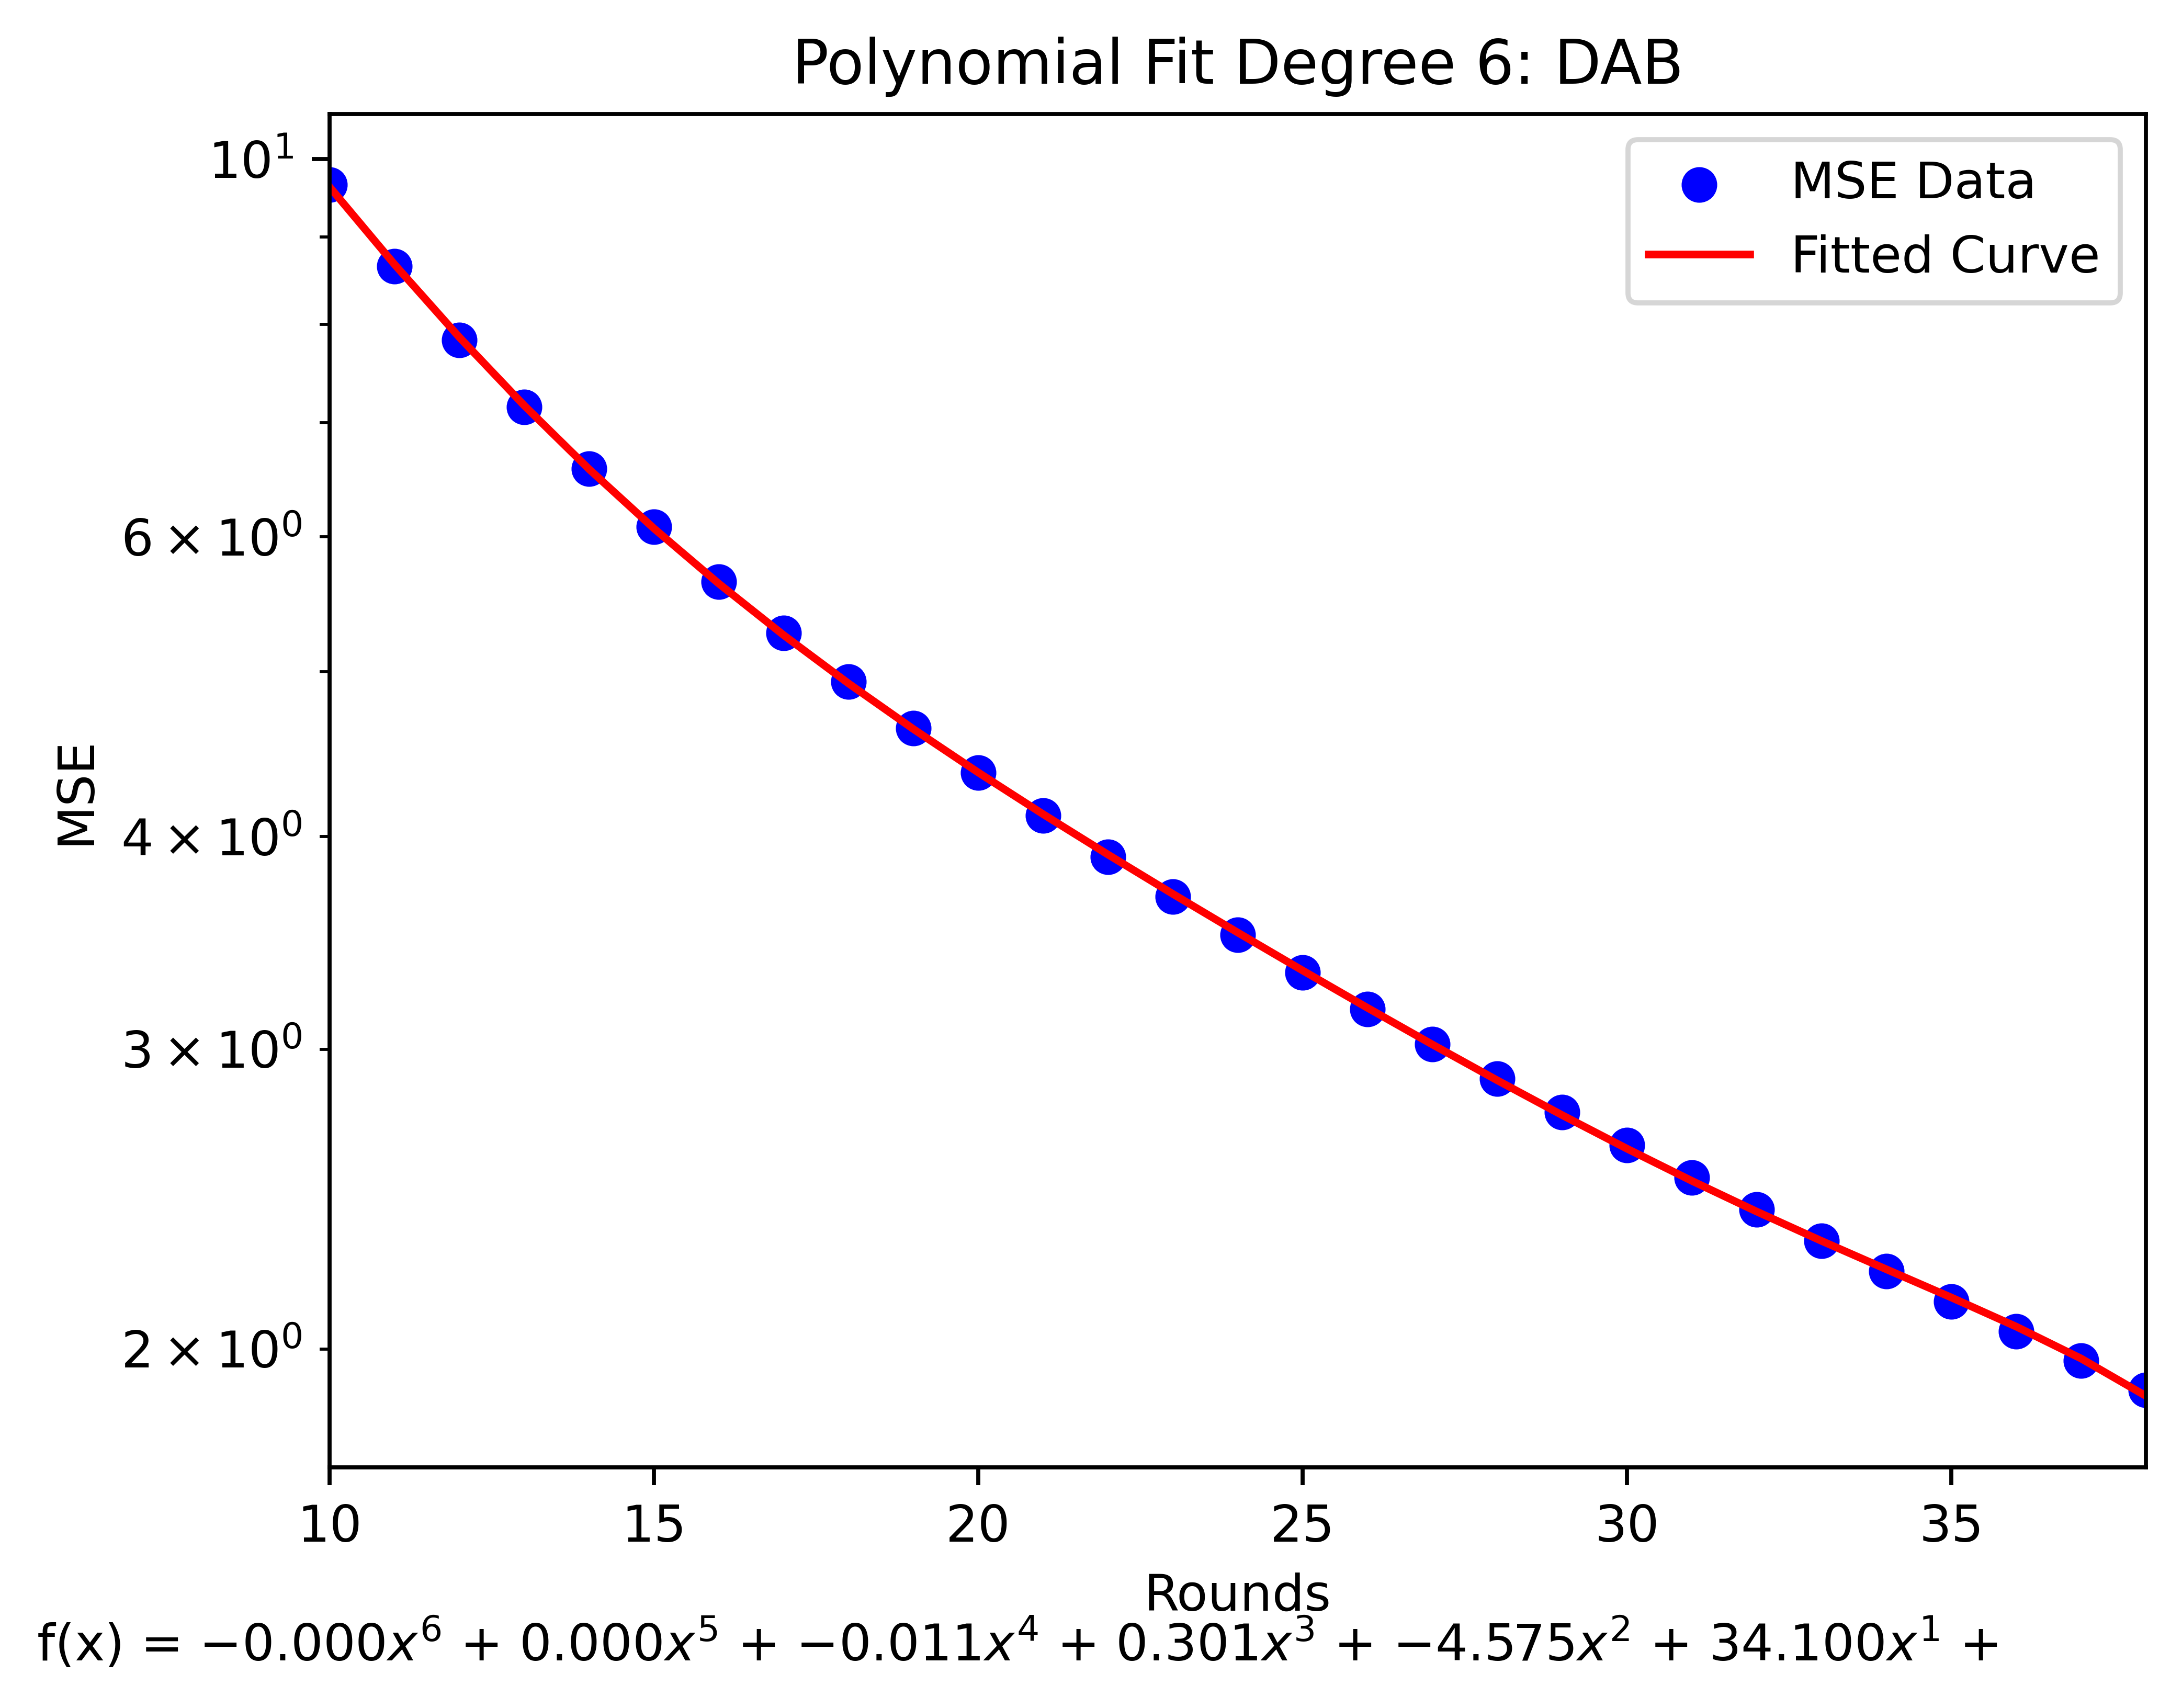 Polynomial Fit Degree 6: DAB
MSE Data
Fitted Curve
10¹
6 × 10⁰
4 × 10⁰
3 × 10⁰
2 × 10⁰
MSE
10 15 20 25 30 35
Rounds
f(x) = −0.000x⁶ + 0.000x⁵ + −0.011x⁴ + 0.301x³ + −4.575x² + 34.100x¹ +